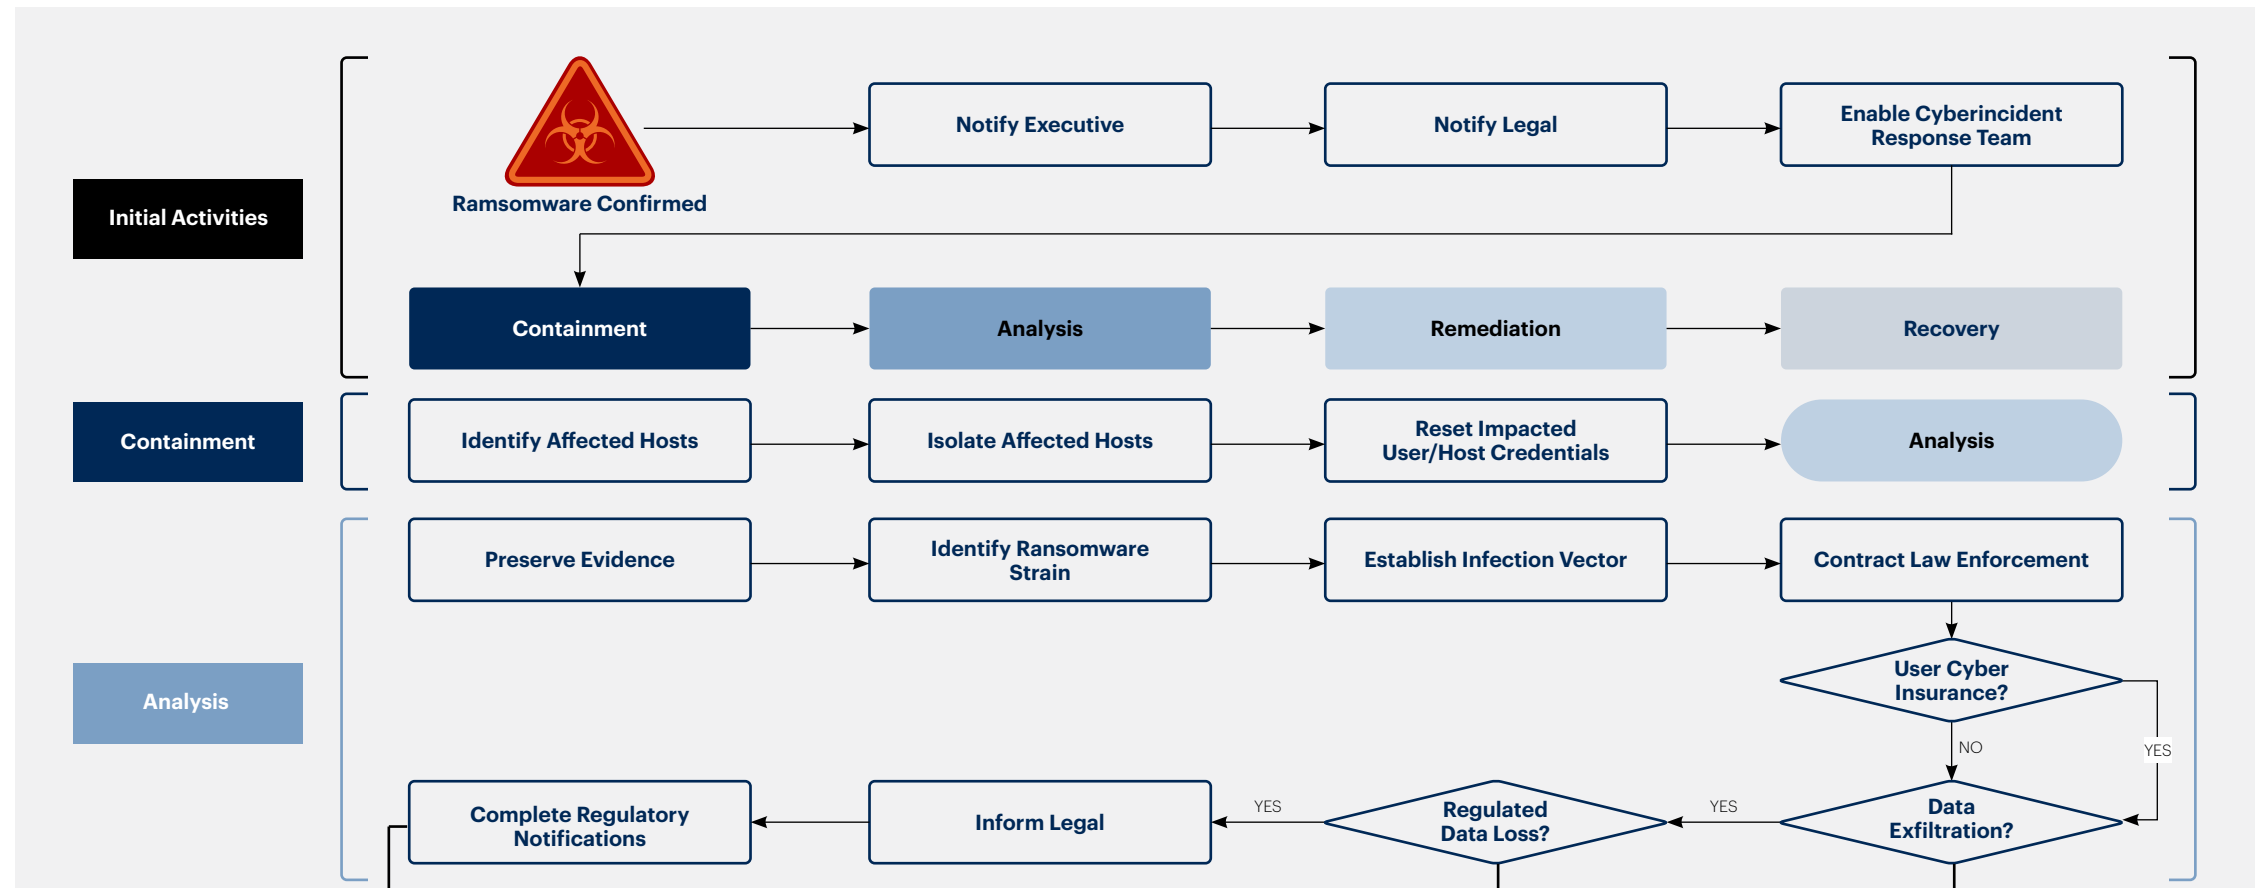 Notify Executive
Notify Legal
Enable Cyberincident
Response Team
Ramsomware Confirmed
Initial Activities
Containment
Analysis
Remediation
Recovery
Containment
Identify Affected Hosts
Isolate Affected Hosts
Reset Impacted
User/Host Credentials
Analysis
Preserve Evidence
Identify Ransomware
Strain
Establish Infection Vector
Contract Law Enforcement
Analysis
User Cyber
Insurance?
NO
YES
Complete Regulatory
Notifications
Inform Legal
YES
Regulated
Data Loss?
YES
Data
Exfiltration?